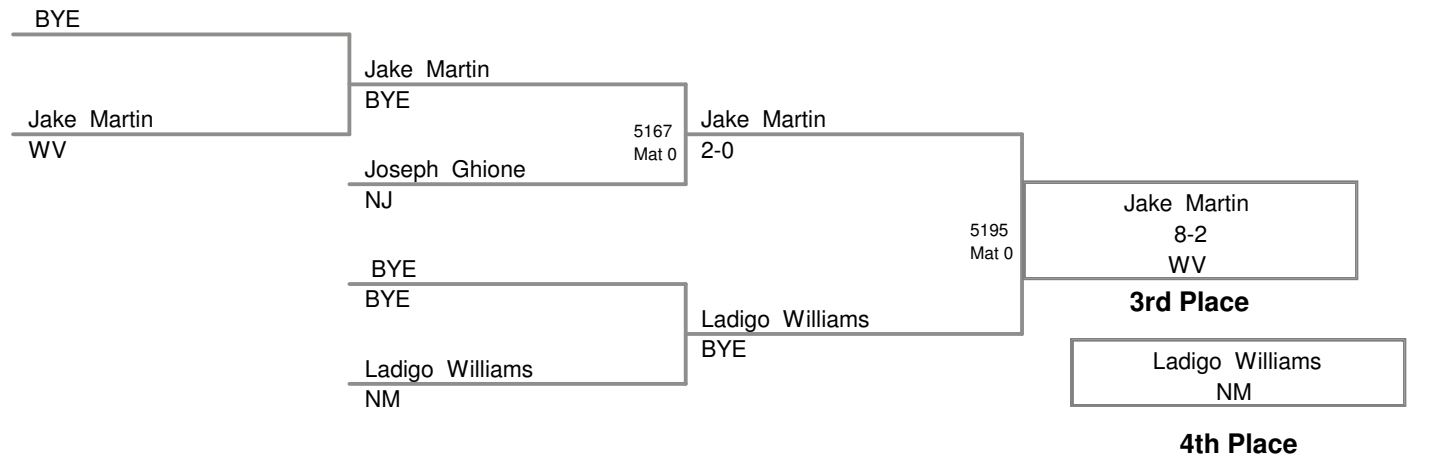 BYE
Jake Martin
WV
Jake Martin
BYE
Joseph Ghione
NJ
5167
Mat 0
BYE
BYE
Ladigo Williams
NM
Jake Martin
2-0
Ladigo Williams
BYE
5195
Mat 0
Jake Martin
8-2
WV
3rd Place
Ladigo Williams
NM
4th Place